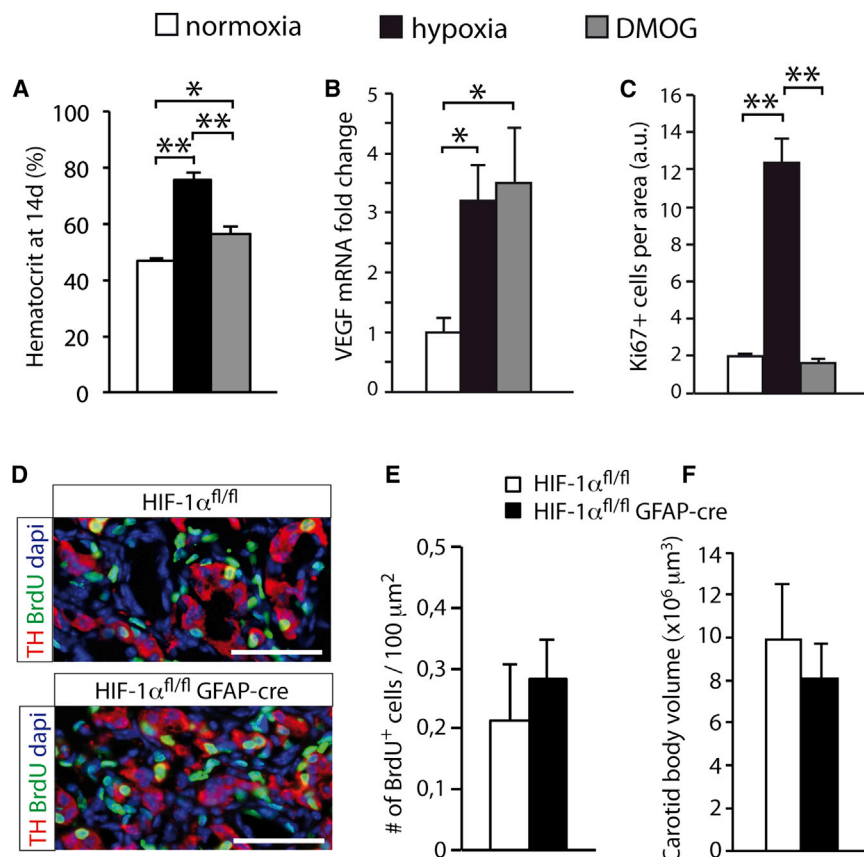 normoxia hypoxia DMOG
A
Hematocrit at 14d (%)
100
80
60
40
20
0
*
**
**
B
VEGF mRNA fold change
5
4
3
2
1
0
*
*
C
Ki67+ cells per area (a.u.)
16
14
12
10
8
6
4
2
0
**
**
D
HIF-1α^fl/fl
TH BrdU dapi
HIF-1α^fl/fl GFAP-cre
TH BrdU dapi
E
HIF-1α^fl/fl
HIF-1α^fl/fl GFAP-cre
# of BrdU⁺ cells / 100 µm²
0,5
0,4
0,3
0,2
0,1
0
F
Carotid body volume (x10⁶ µm³)
14
12
10
8
6
4
2
0